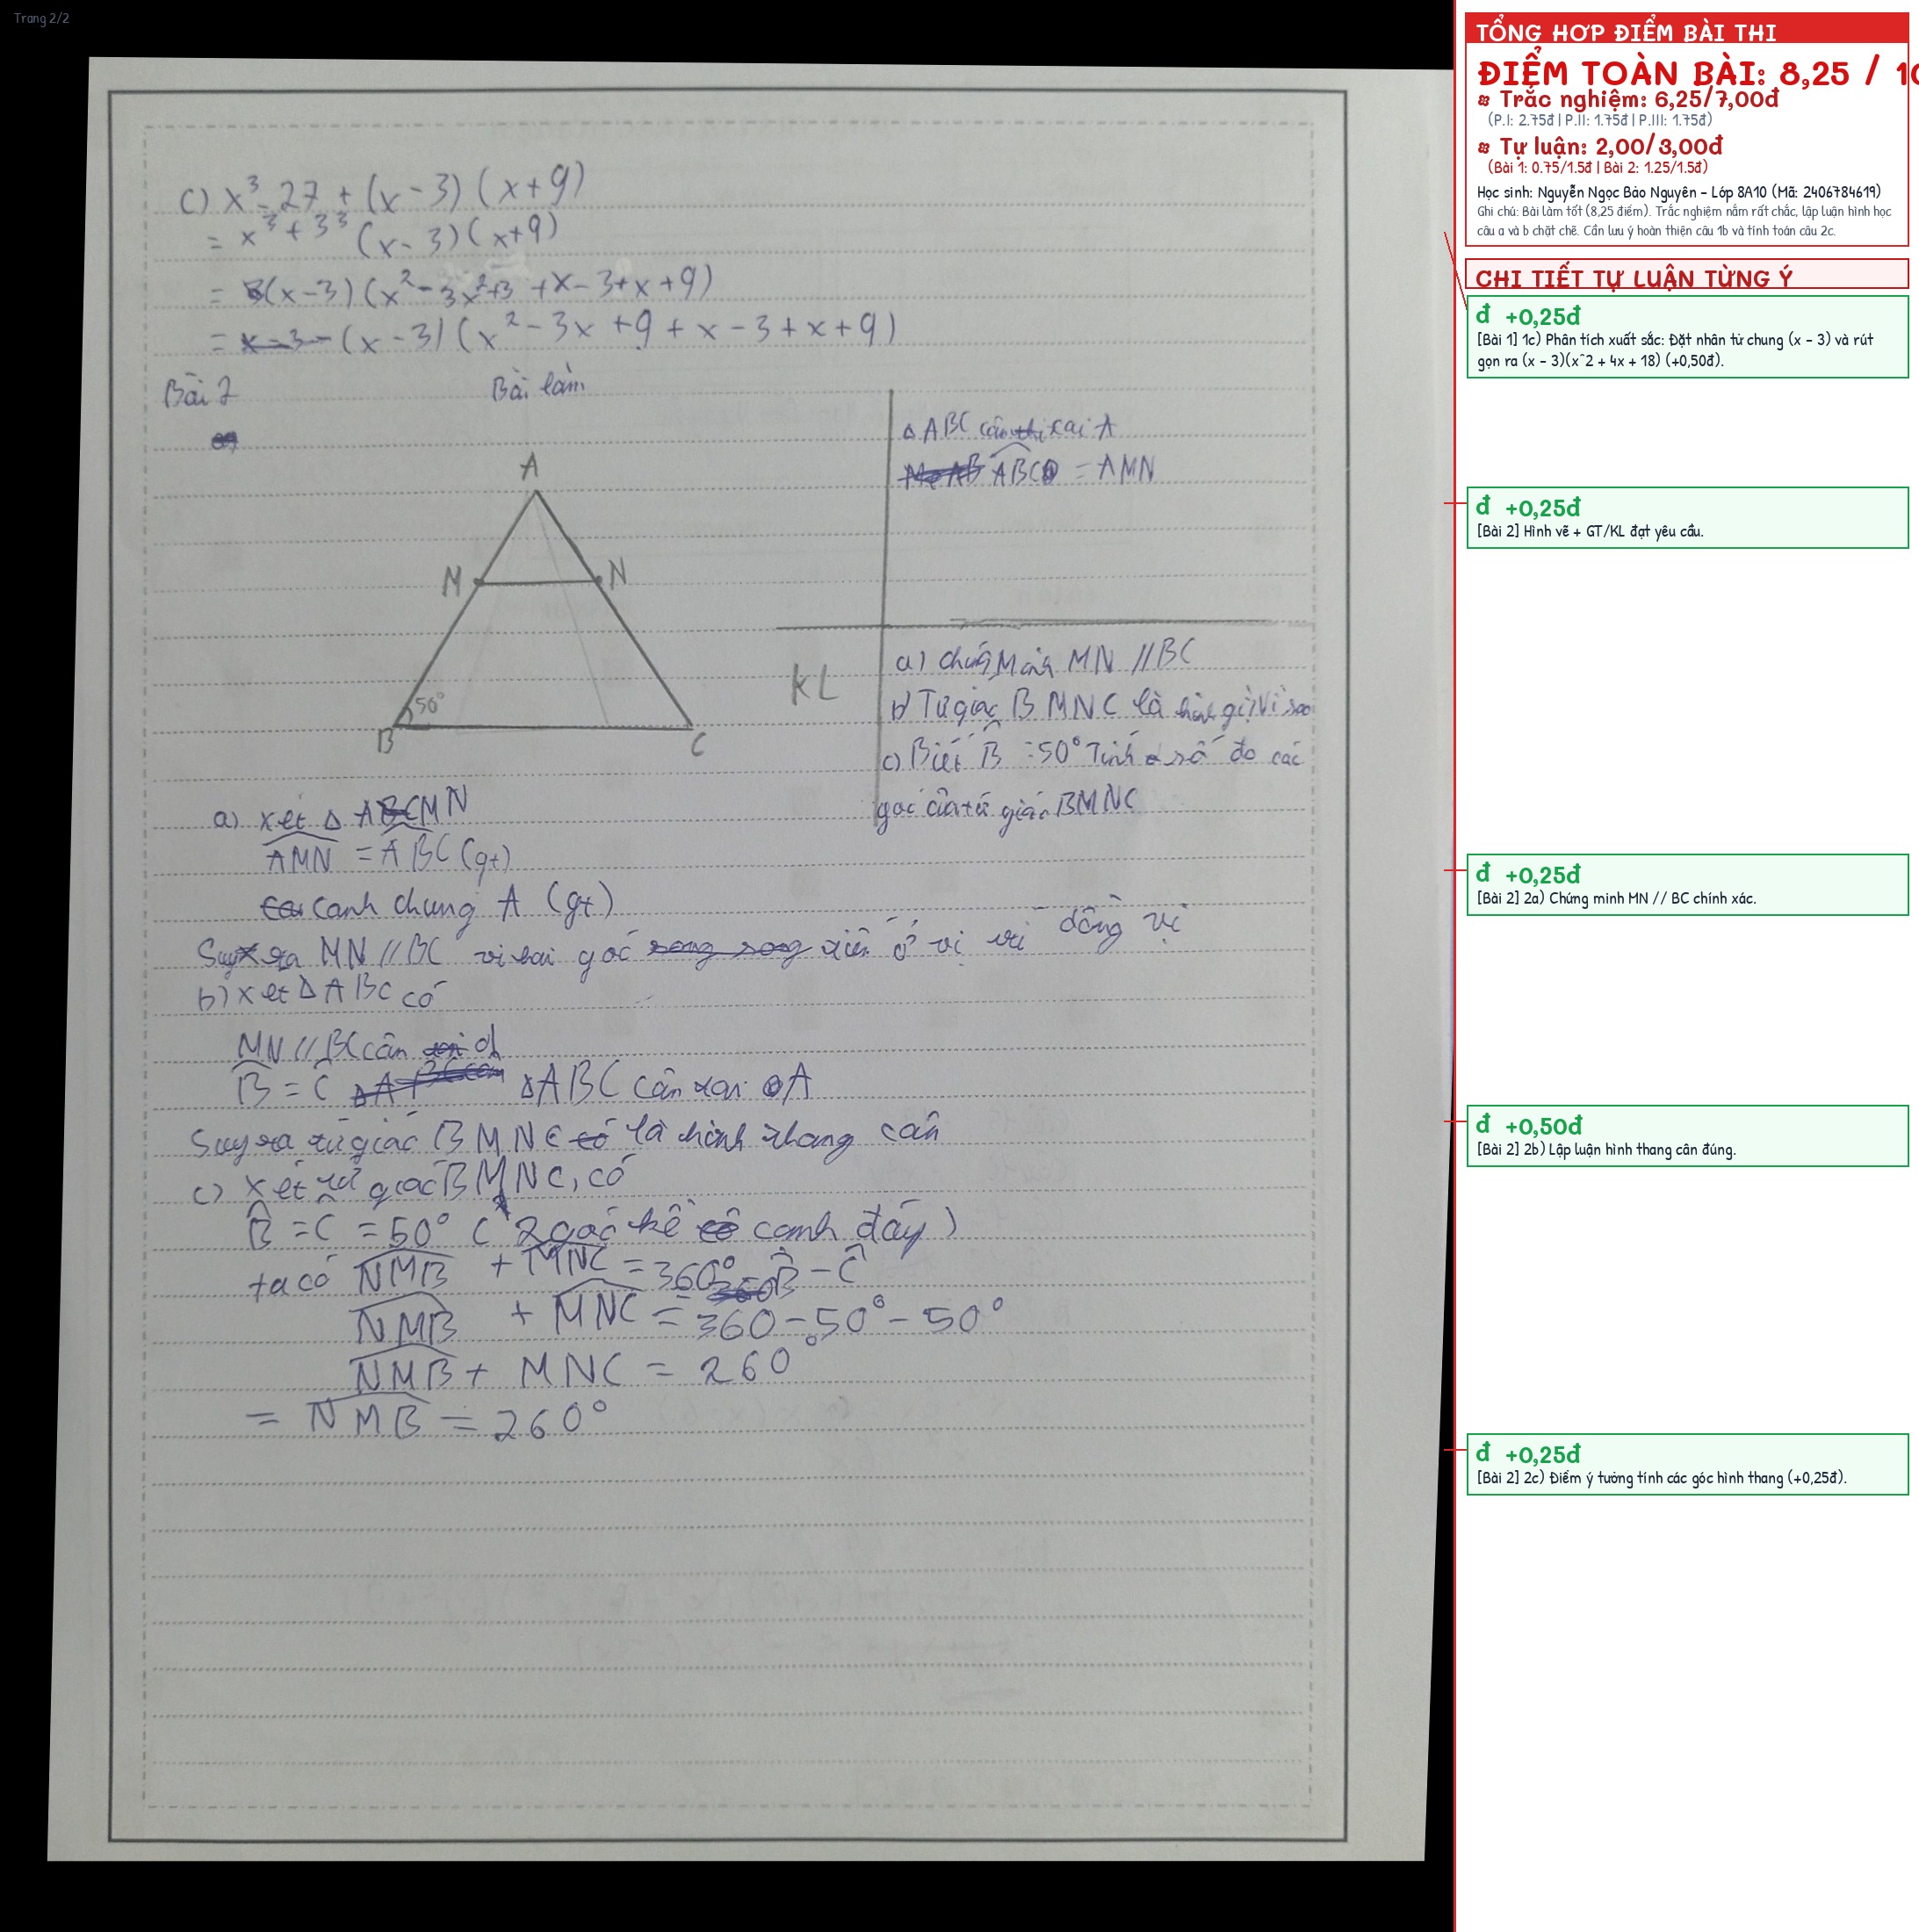 Trang 2/2
c) x³ - 27 + (x - 3) (x + 9)
= x³ + 3³ (x - 3) (x + 9)
= (x - 3) (x² - 3x²+3 + x - 3 + x + 9)
= (x - 3) (x² - 3x + 9 + x - 3 + x + 9)
Bài 2
Bài làm
Δ ABC cân tại A
ABC = AMN
A
M
N
50°
B
C
KL
a) chứng Minh MN // BC
b) Tứ giác BMNC là hình gì? Vì sao
c) Biết B = 50° Tính số đo các
góc của tứ giác BMNC
a) xét Δ AMN
AMN = ABC (gt)
canh chung A (gt)
Suy ra MN // BC vì hai góc ở vị trí đồng vị
b) xét Δ ABC có
MN // BC cân
B = C ΔABC cân tại A
Suy ra tứ giác BMNC là hình thang cân
c) xét tứ giác BMNC, có
B = C = 50° (2 góc kề canh đáy)
ta có NMB + MNC = 360° - B - C
NMB + MNC = 360 - 50° - 50°
NMB + MNC = 260°
= NMB = 260°
TỔNG HỢP ĐIỂM BÀI THI
ĐIỂM TOÀN BÀI: 8,25 / 10
Trắc nghiệm: 6,25/7,00đ
(P.I: 2.75đ | P.II: 1.75đ | P.III: 1.75đ)
Tự luận: 2,00/3,00đ
(Bài 1: 0.75/1.5đ | Bài 2: 1.25/1.5đ)
Học sinh: Nguyễn Ngọc Bảo Nguyên - Lớp 8A10 (Mã: 2406784619)
Ghi chú: Bài làm tốt (8,25 điểm). Trắc nghiệm nắm rất chắc, lập luận hình học
câu a và b chặt chẽ. Cần lưu ý hoàn thiện câu 1b và tính toán câu 2c.
CHI TIẾT TỰ LUẬN TỪNG Ý
đ +0,25đ
[Bài 1] 1c) Phân tích xuất sắc: Đặt nhân tử chung (x - 3) và rút
gọn ra (x - 3)(x^2 + 4x + 18) (+0,50đ).
đ +0,25đ
[Bài 2] Hình vẽ + GT/KL đạt yêu cầu.
đ +0,25đ
[Bài 2] 2a) Chứng minh MN // BC chính xác.
đ +0,50đ
[Bài 2] 2b) Lập luận hình thang cân đúng.
đ +0,25đ
[Bài 2] 2c) Điểm ý tưởng tính các góc hình thang (+0,25đ).